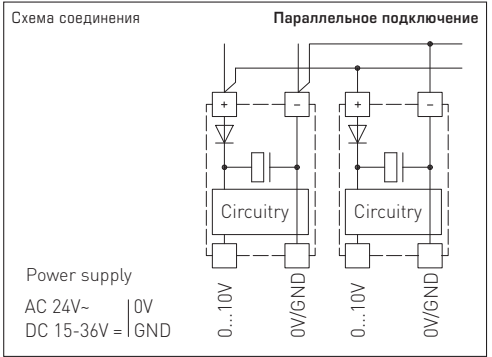 Схема соединения
Параллельное подключение
+
−
+
−
Circuitry
Circuitry
Power supply
AC 24V~ | 0V
DC 15-36V = | GND
0...10V
0V/GND
0...10V
0V/GND